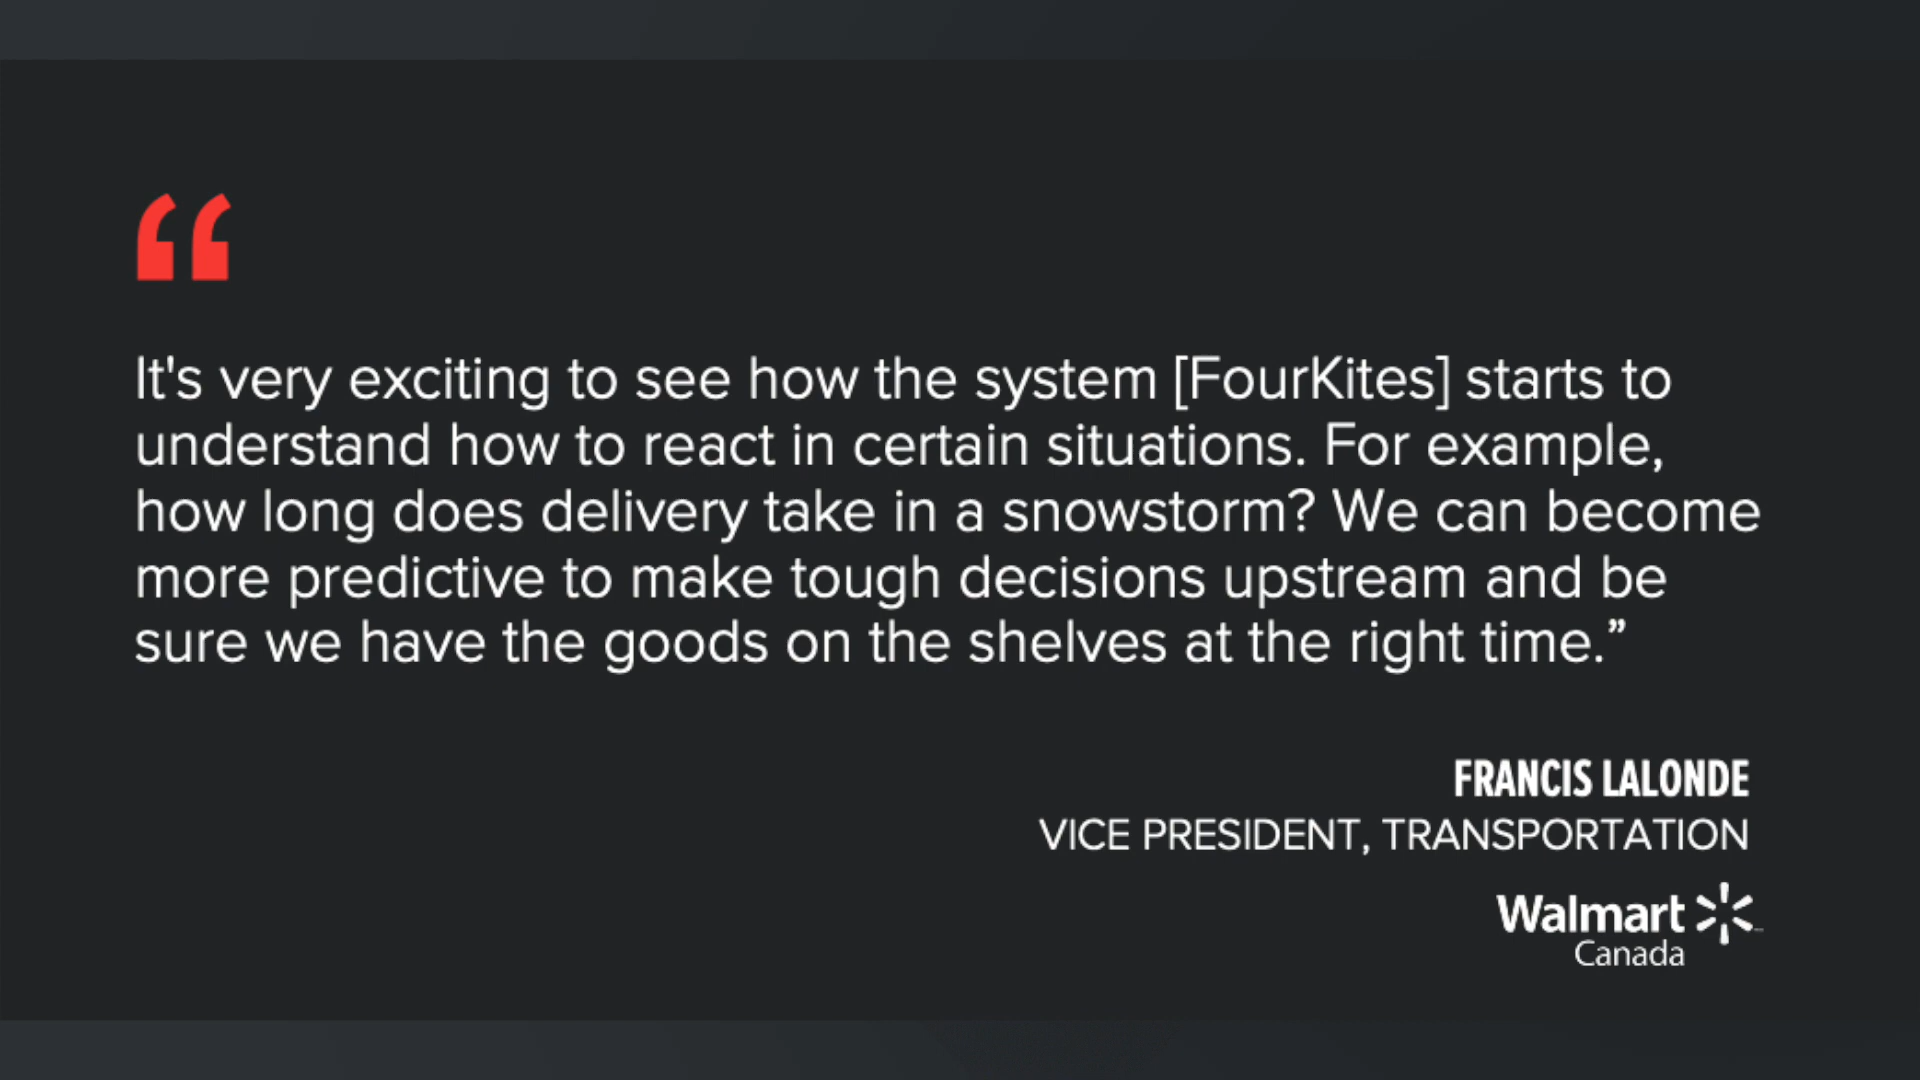 “
It's very exciting to see how the system [FourKites] starts to
understand how to react in certain situations. For example,
how long does delivery take in a snowstorm? We can become
more predictive to make tough decisions upstream and be
sure we have the goods on the shelves at the right time.”
FRANCIS LALONDE
VICE PRESIDENT, TRANSPORTATION
Walmart
Canada